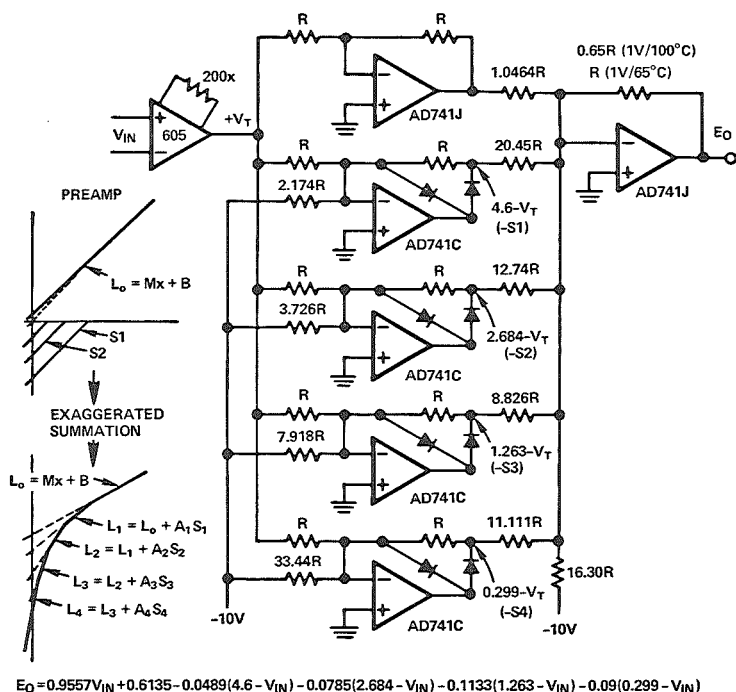 R
R
0.65R (1V/100°C)
R (1V/65°C)
200x
1.0464R
+V_T
V_IN
+
-
605
-
+
AD741J
E_O
-
+
AD741J
PREAMP
R
R
20.45R
2.174R
-
+
4.6-V_T
(-S1)
AD741C
L_o = Mx + B
R
R
12.74R
3.726R
-
+
2.684-V_T
(-S2)
AD741C
S1
S2
R
R
8.826R
7.918R
-
+
1.263-V_T
(-S3)
AD741C
EXAGGERATED
SUMMATION
L_o = Mx + B
R
R
11.111R
33.44R
-
+
0.299-V_T
(-S4)
AD741C
16.30R
L_1 = L_o + A_1S_1
L_2 = L_1 + A_2S_2
L_3 = L_2 + A_3S_3
L_4 = L_3 + A_4S_4
-10V
-10V
E_O = 0.9557V_IN + 0.6135 - 0.0489(4.6 - V_IN) - 0.0785(2.684 - V_IN) - 0.1133(1.263 - V_IN) - 0.09(0.299 - V_IN)